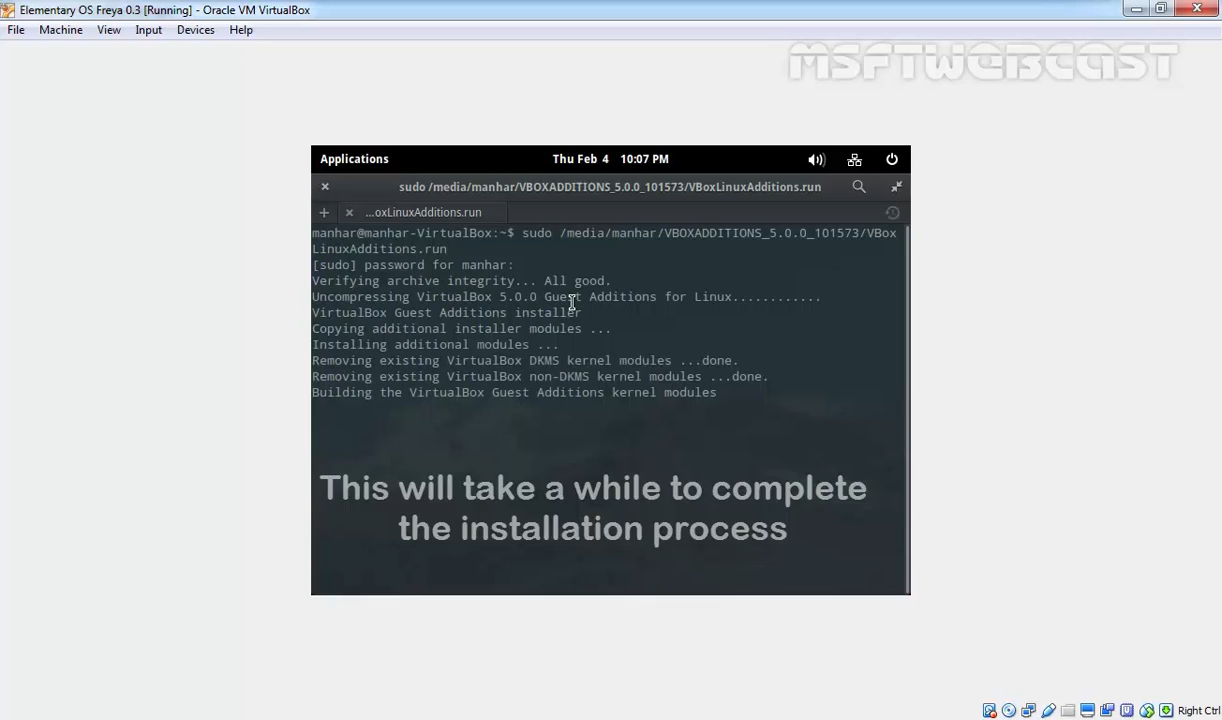 Elementary OS Freya 0.3 [Running] - Oracle VM VirtualBox
File Machine View Input Devices Help
MSFTWEBCAST
Applications Thu Feb 4 10:07 PM
sudo /media/manhar/VBOXADDITIONS_5.0.0_101573/VBoxLinuxAdditions.run
...oxLinuxAdditions.run
manhar@manhar-VirtualBox:~$ sudo /media/manhar/VBOXADDITIONS_5.0.0_101573/VBox
LinuxAdditions.run
[sudo] password for manhar:
Verifying archive integrity... All good.
Uncompressing VirtualBox 5.0.0 Guest Additions for Linux............
VirtualBox Guest Additions installer
Copying additional installer modules ...
Installing additional modules ...
Removing existing VirtualBox DKMS kernel modules ...done.
Removing existing VirtualBox non-DKMS kernel modules ...done.
Building the VirtualBox Guest Additions kernel modules
This will take a while to complete
the installation process
Right Ctrl